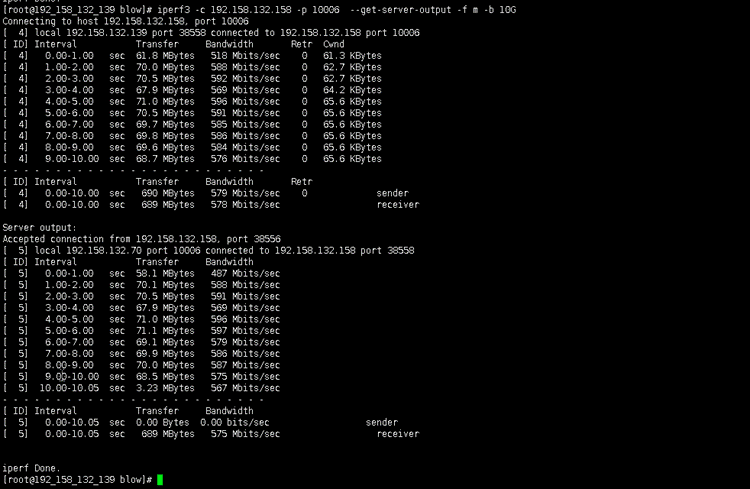 iperf Done.
[root@192_158_132_139 blow]# iperf3 -c 192.158.132.158 -p 10006  --get-server-output -f m -b 10G
Connecting to host 192.158.132.158, port 10006
[  4] local 192.158.132.139 port 38558 connected to 192.158.132.158 port 10006
[ ID] Interval           Transfer     Bandwidth       Retr  Cwnd
[  4]   0.00-1.00   sec  61.8 MBytes   518 Mbits/sec    0   61.3 KBytes
[  4]   1.00-2.00   sec  70.0 MBytes   588 Mbits/sec    0   62.7 KBytes
[  4]   2.00-3.00   sec  70.5 MBytes   592 Mbits/sec    0   62.7 KBytes
[  4]   3.00-4.00   sec  67.9 MBytes   569 Mbits/sec    0   64.2 KBytes
[  4]   4.00-5.00   sec  71.0 MBytes   596 Mbits/sec    0   65.6 KBytes
[  4]   5.00-6.00   sec  70.5 MBytes   591 Mbits/sec    0   65.6 KBytes
[  4]   6.00-7.00   sec  69.7 MBytes   585 Mbits/sec    0   65.6 KBytes
[  4]   7.00-8.00   sec  69.8 MBytes   586 Mbits/sec    0   65.6 KBytes
[  4]   8.00-9.00   sec  69.6 MBytes   584 Mbits/sec    0   65.6 KBytes
[  4]   9.00-10.00  sec  68.7 MBytes   576 Mbits/sec    0   65.6 KBytes
- - - - - - - - - - - - - - - - - - - - - - - - -
[ ID] Interval           Transfer     Bandwidth       Retr
[  4]   0.00-10.00  sec   690 MBytes   579 Mbits/sec    0             sender
[  4]   0.00-10.00  sec   689 MBytes   578 Mbits/sec                  receiver
Server output:
Accepted connection from 192.158.132.158, port 38556
[  5] local 192.158.132.70 port 10006 connected to 192.158.132.158 port 38558
[ ID] Interval           Transfer     Bandwidth
[  5]   0.00-1.00   sec  58.1 MBytes   487 Mbits/sec
[  5]   1.00-2.00   sec  70.1 MBytes   588 Mbits/sec
[  5]   2.00-3.00   sec  70.5 MBytes   591 Mbits/sec
[  5]   3.00-4.00   sec  67.9 MBytes   569 Mbits/sec
[  5]   4.00-5.00   sec  71.0 MBytes   596 Mbits/sec
[  5]   5.00-6.00   sec  71.1 MBytes   597 Mbits/sec
[  5]   6.00-7.00   sec  69.1 MBytes   579 Mbits/sec
[  5]   7.00-8.00   sec  69.9 MBytes   586 Mbits/sec
[  5]   8.00-9.00   sec  70.0 MBytes   587 Mbits/sec
[  5]   9.00-10.00  sec  68.5 MBytes   575 Mbits/sec
[  5]  10.00-10.05  sec  3.23 MBytes   567 Mbits/sec
- - - - - - - - - - - - - - - - - - - - - - - - -
[ ID] Interval           Transfer     Bandwidth
[  5]   0.00-10.05  sec  0.00 Bytes  0.00 bits/sec                  sender
[  5]   0.00-10.05  sec   689 MBytes   575 Mbits/sec                  receiver
iperf Done.
[root@192_158_132_139 blow]#